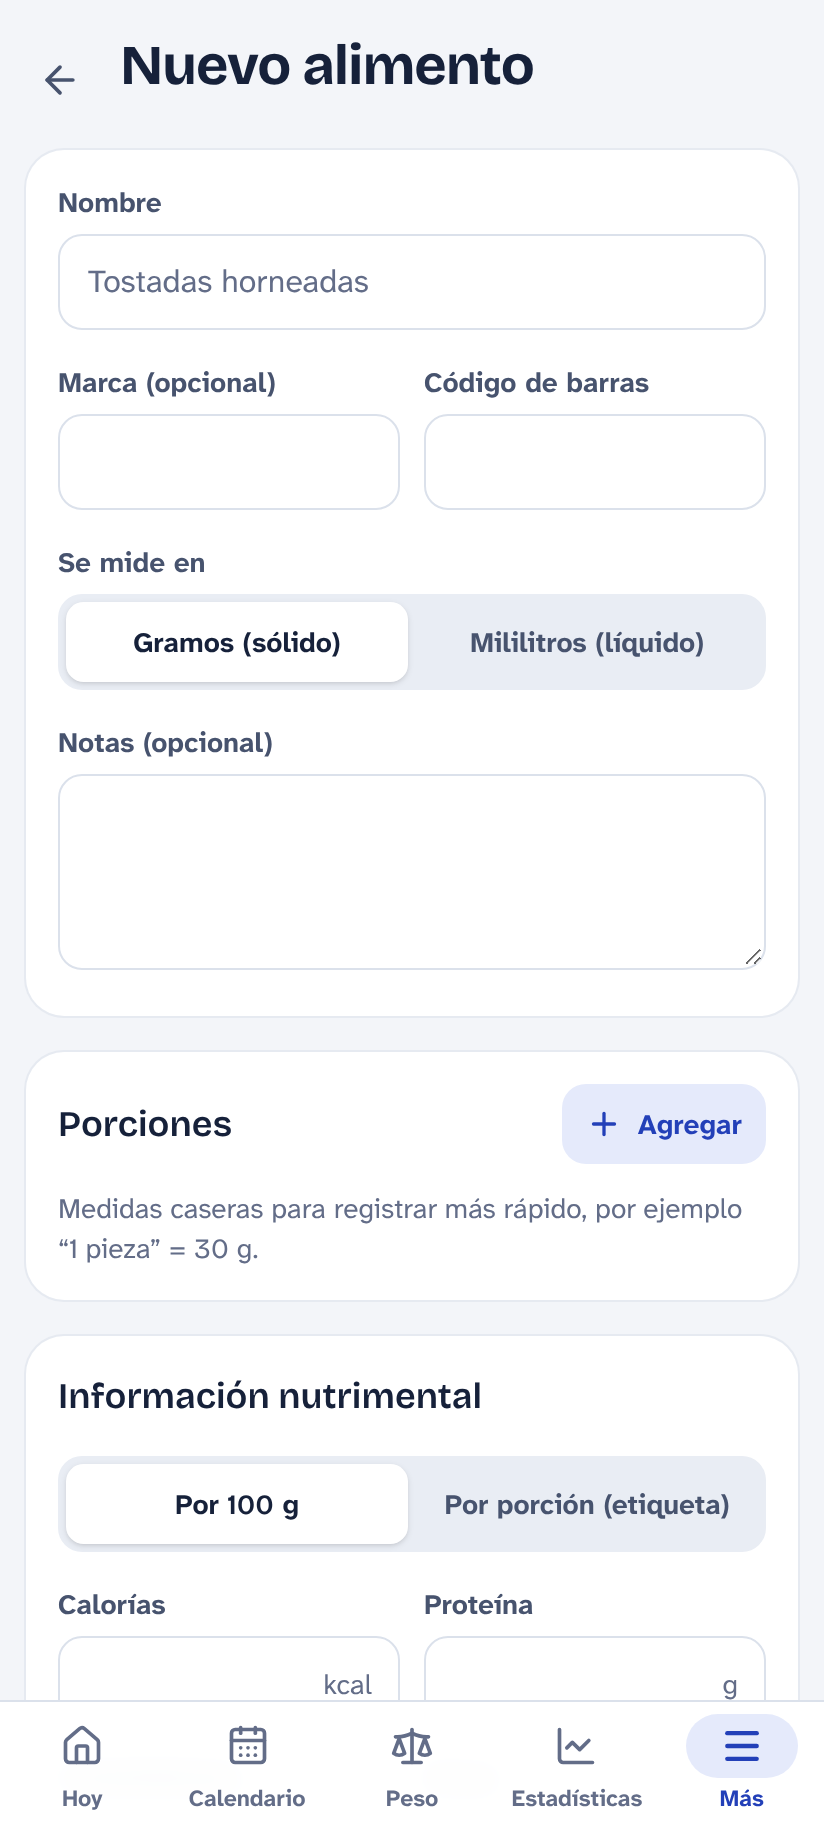 Nuevo alimento
Nombre
Tostadas horneadas
Marca (opcional)
Código de barras
Se mide en
Gramos (sólido)
Mililitros (líquido)
Notas (opcional)
Porciones
+ Agregar
Medidas caseras para registrar más rápido, por ejemplo
“1 pieza” = 30 g.
Información nutrimental
Por 100 g
Por porción (etiqueta)
Calorías
Proteína
kcal
g
Hoy
Calendario
Peso
Estadísticas
Más